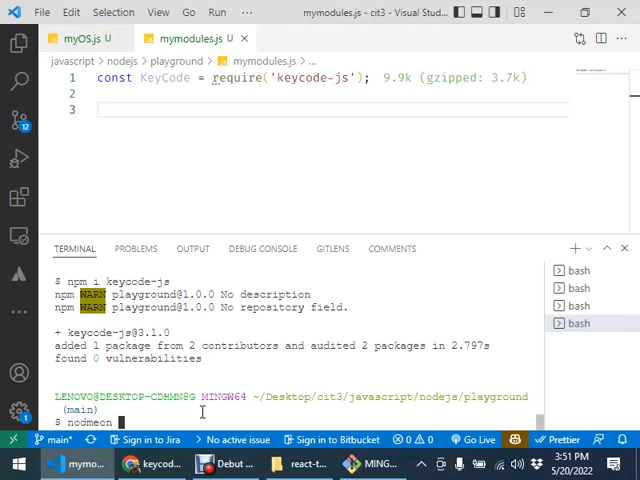 File Edit Selection View Go Run ··· mymodules.js - cit3 - Visual Stud...
myOS.js U mymodules.js U
javascript > nodejs > playground > mymodules.js > ...
1 const KeyCode = require('keycode-js'); 9.9k (gzipped: 3.7k)
2
3
12
TERMINAL PROBLEMS OUTPUT DEBUG CONSOLE GITLENS COMMENTS
$ npm i keycode-js
npm WARN playground@1.0.0 No description
npm WARN playground@1.0.0 No repository field.
+ keycode-js@3.1.0
added 1 package from 2 contributors and audited 2 packages in 2.797s
found 0 vulnerabilities
LENOVO@DESKTOP-CDHMN8G MINGW64 ~/Desktop/cit3/javascript/nodejs/playground
(main)
$ nodmeon
bash
bash
bash
bash
main* Sign in to Jira No active issue Sign in to Bitbucket 0 0 Go Live Prettier
mymo... keycod... Debut ... react-t... MING... 3:51 PM
5/20/2022